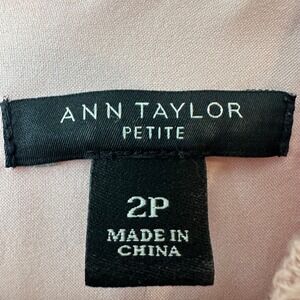 ANN TAYLOR
PETITE
2P
MADE IN
CHINA